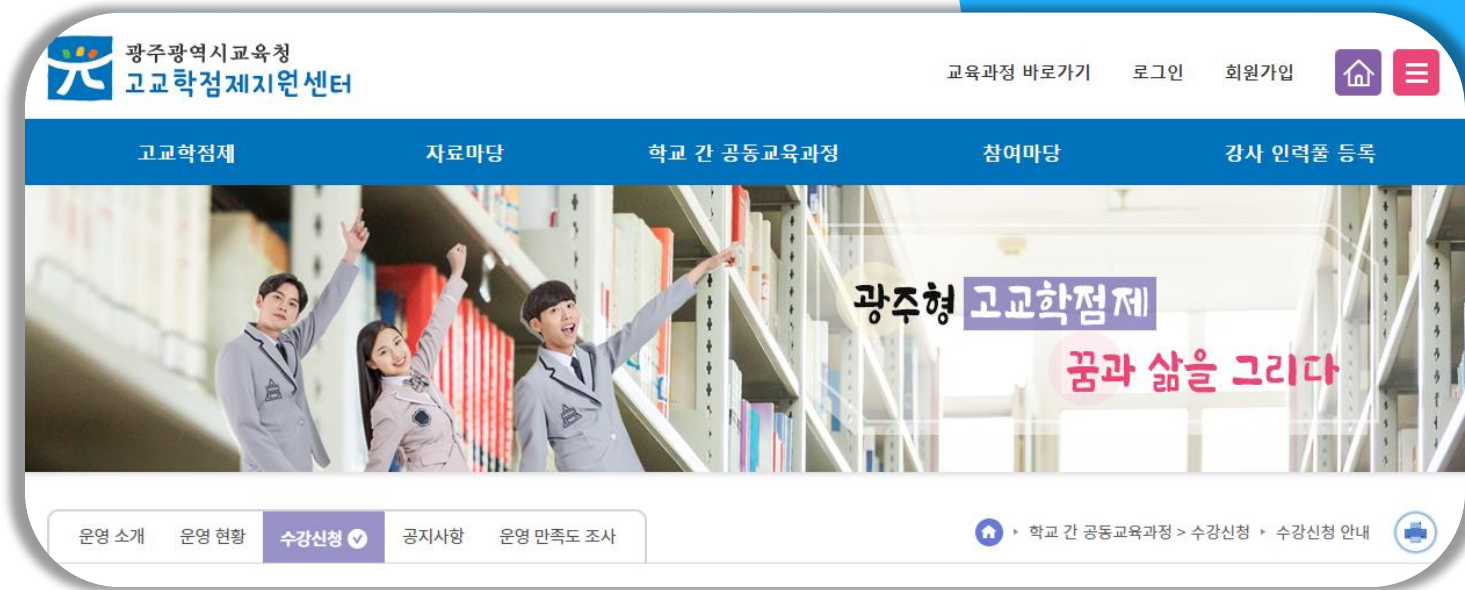 광주광역시교육청
고교학점제지원센터
교육과정 바로가기 로그인 회원가입
고교학점제 자료마당 학교 간 공동교육과정 참여마당 강사 인력풀 등록
광주형 고교학점제
꿈과 삶을 그리다
운영 소개 운영 현황 수강신청 공지사항 운영 만족도 조사
학교 간 공동교육과정 > 수강신청 ▸ 수강신청 안내